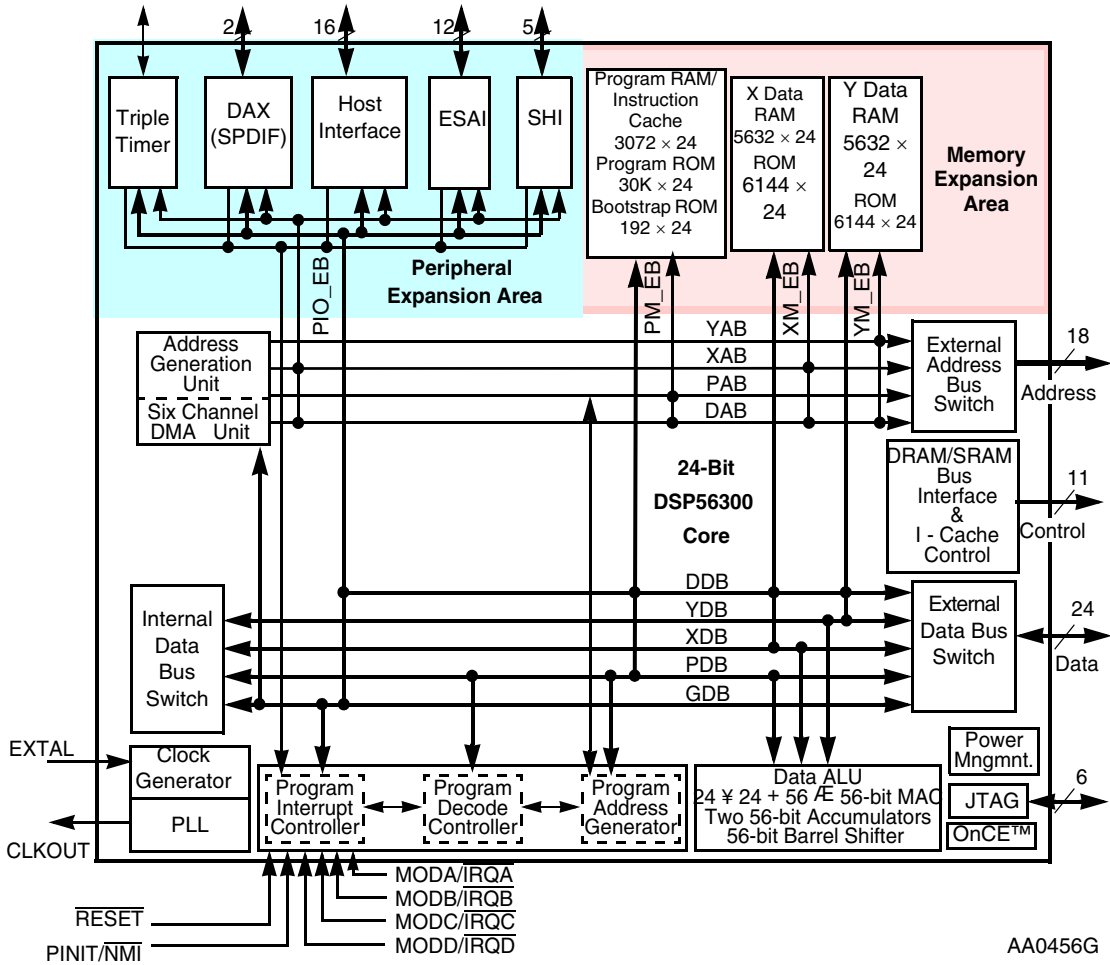 2
16
12
5
Triple
Timer
DAX
(SPDIF)
Host
Interface
ESAI
SHI
Program RAM/
Instruction
Cache
3072 × 24
Program ROM
30K × 24
Bootstrap ROM
192 × 24
X Data
RAM
5632 × 24
ROM
6144 ×
24
Y Data
RAM
5632 ×
24
ROM
6144 × 24
Memory
Expansion
Area
Peripheral
Expansion Area
PIO_EB
PM_EB
XM_EB
YM_EB
Address
Generation
Unit
Six Channel
DMA Unit
YAB
XAB
PAB
DAB
External
Address
Bus
Switch
18
Address
24-Bit
DSP56300
Core
DRAM/SRAM
Bus
Interface
&
I - Cache
Control
11
Control
Internal
Data
Bus
Switch
DDB
YDB
XDB
PDB
GDB
External
Data Bus
Switch
24
Data
EXTAL
Clock
Generator
PLL
CLKOUT
Program
Interrupt
Controller
Program
Decode
Controller
Program
Address
Generator
Data ALU
24 ¥ 24 + 56 Æ 56-bit MAC
Two 56-bit Accumulators
56-bit Barrel Shifter
Power
Mngmnt.
JTAG
OnCE™
6
MODA/IRQA
MODB/IRQB
MODC/IRQC
MODD/IRQD
RESET
PINIT/NMI
AA0456G